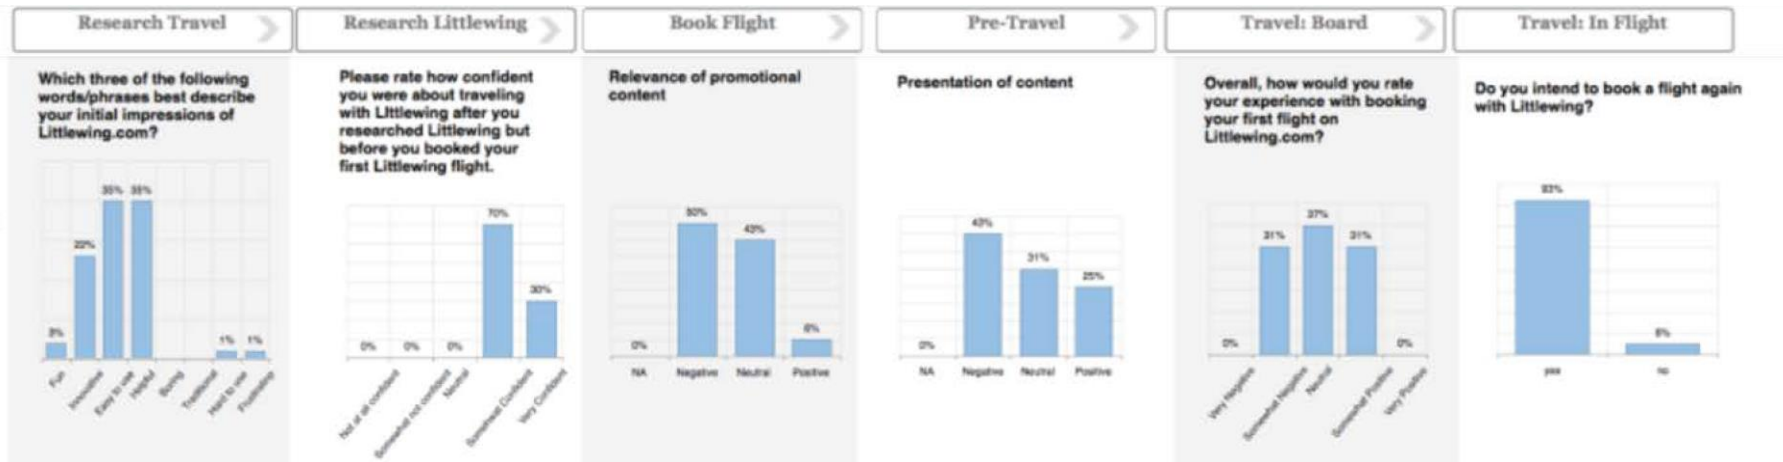 Research Travel
Research Littlewing
Book Flight
Pre-Travel
Travel: Board
Travel: In Flight
Which three of the following
words/phrases best describe
your initial impressions of
Littlewing.com?
35% 35%
22%
3%
1% 1%
Fun
Innovative
Easy to use
Helpful
Boring
Traditional
Hard to use
Frustrating
Please rate how confident
you were about traveling
with Littlewing after you
researched Littlewing but
before you booked your
first Littlewing flight.
70%
30%
0% 0% 0%
Not at all confident
Somewhat not confident
Neutral
Somewhat Confident
Very Confident
Relevance of promotional
content
50%
43%
6%
0%
NA Negative Neutral Positive
Presentation of content
43%
31%
25%
0%
NA Negative Neutral Positive
Overall, how would you rate
your experience with booking
your first flight on
Littlewing.com?
37%
31% 31%
0% 0%
Very Negative
Somewhat Negative
Neutral
Somewhat Positive
Very Positive
Do you intend to book a flight again
with Littlewing?
93%
6%
yes no